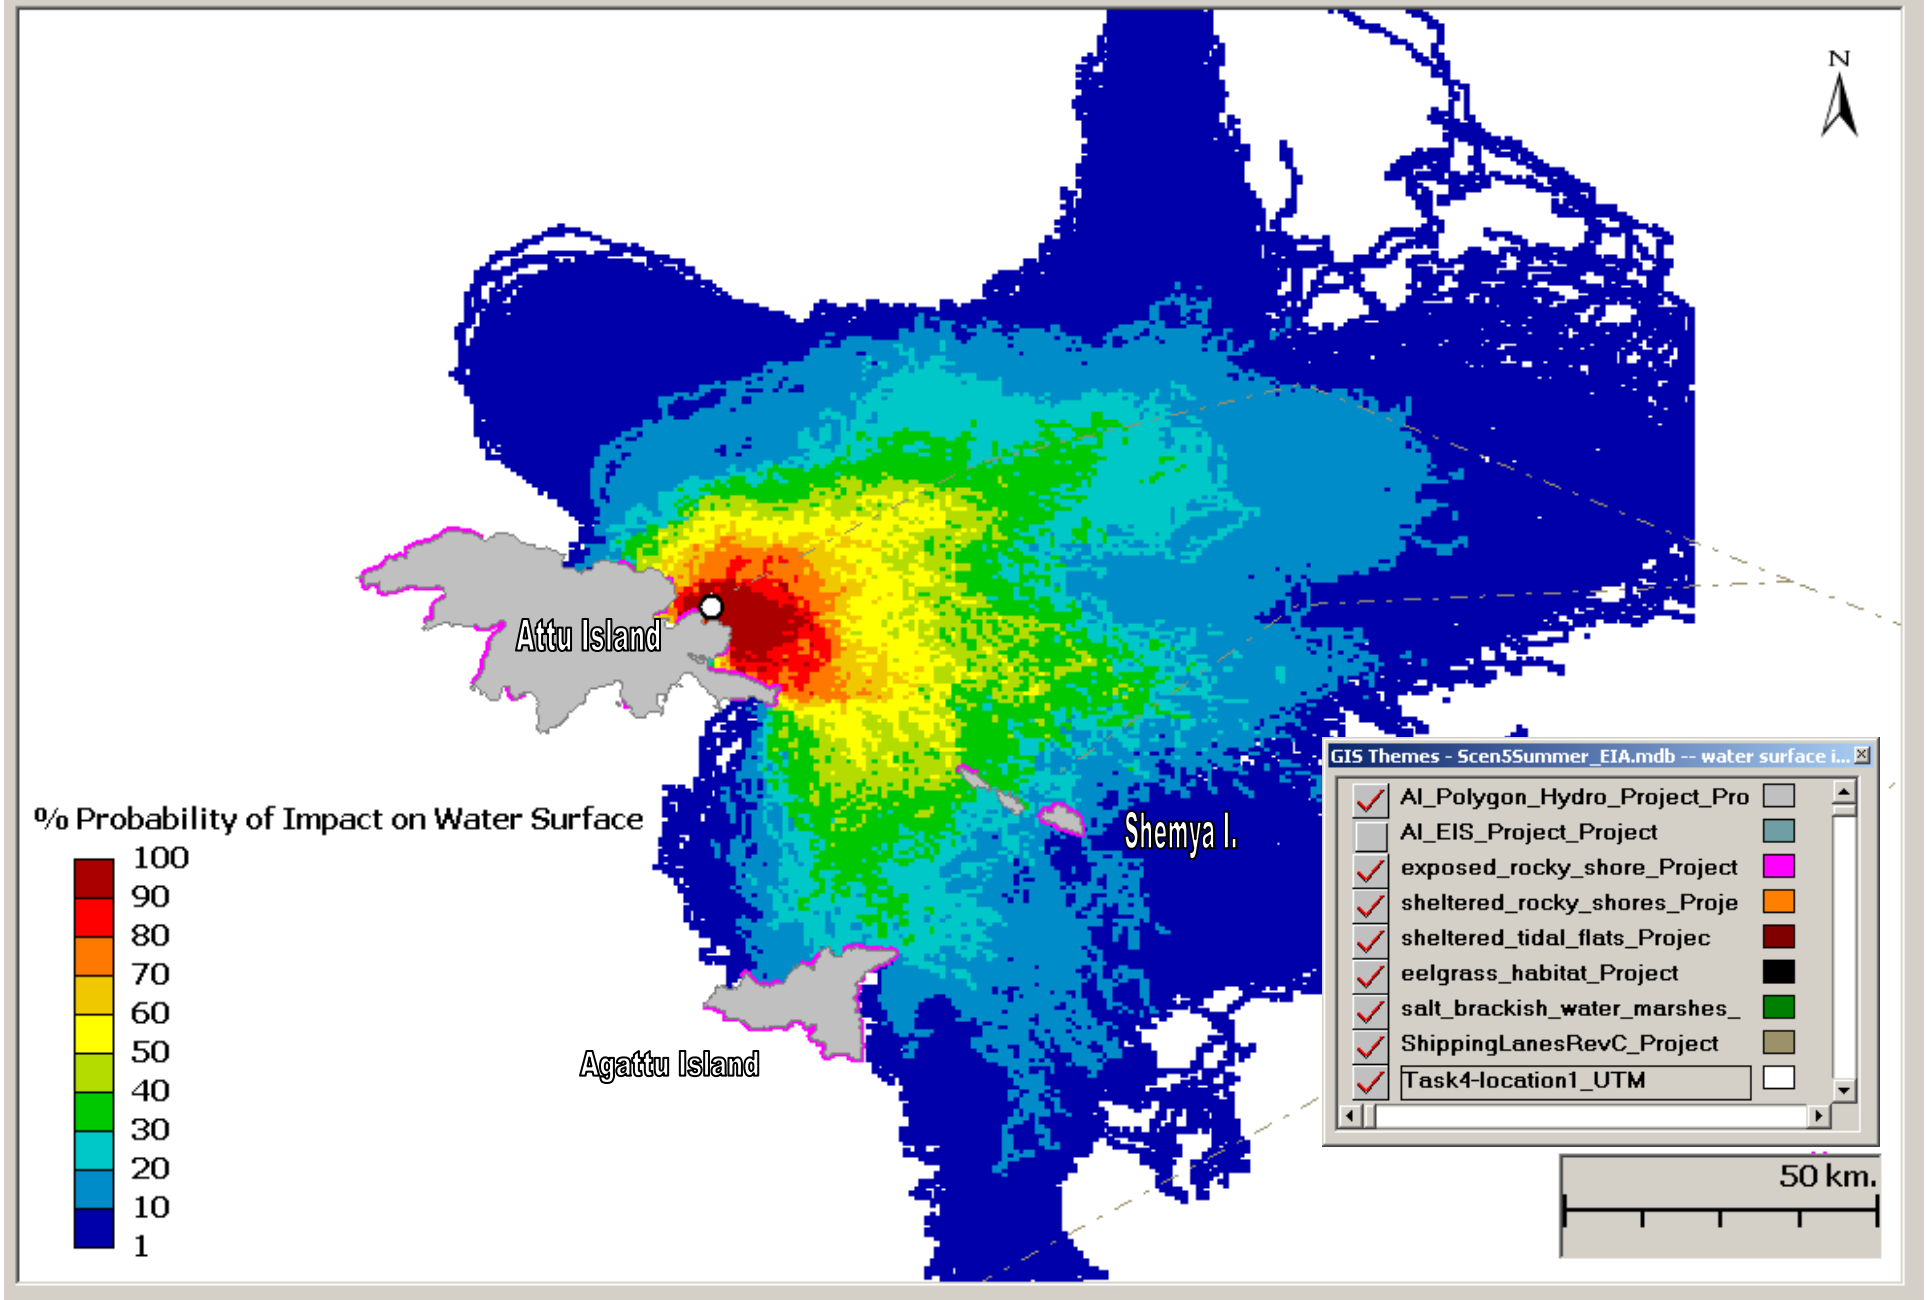 N
Attu Island
% Probability of Impact on Water Surface
100
90
80
70
60
50
40
30
20
10
1
Shemya I.
Agattu Island
GIS Themes - Scen5Summer_EIA.mdb -- water surface i...
AI_Polygon_Hydro_Project_Pro
AI_EIS_Project_Project
exposed_rocky_shore_Project
sheltered_rocky_shores_Proje
sheltered_tidal_flats_Projec
eelgrass_habitat_Project
salt_brackish_water_marshes_
ShippingLanesRevC_Project
Task4-location1_UTM
50 km.